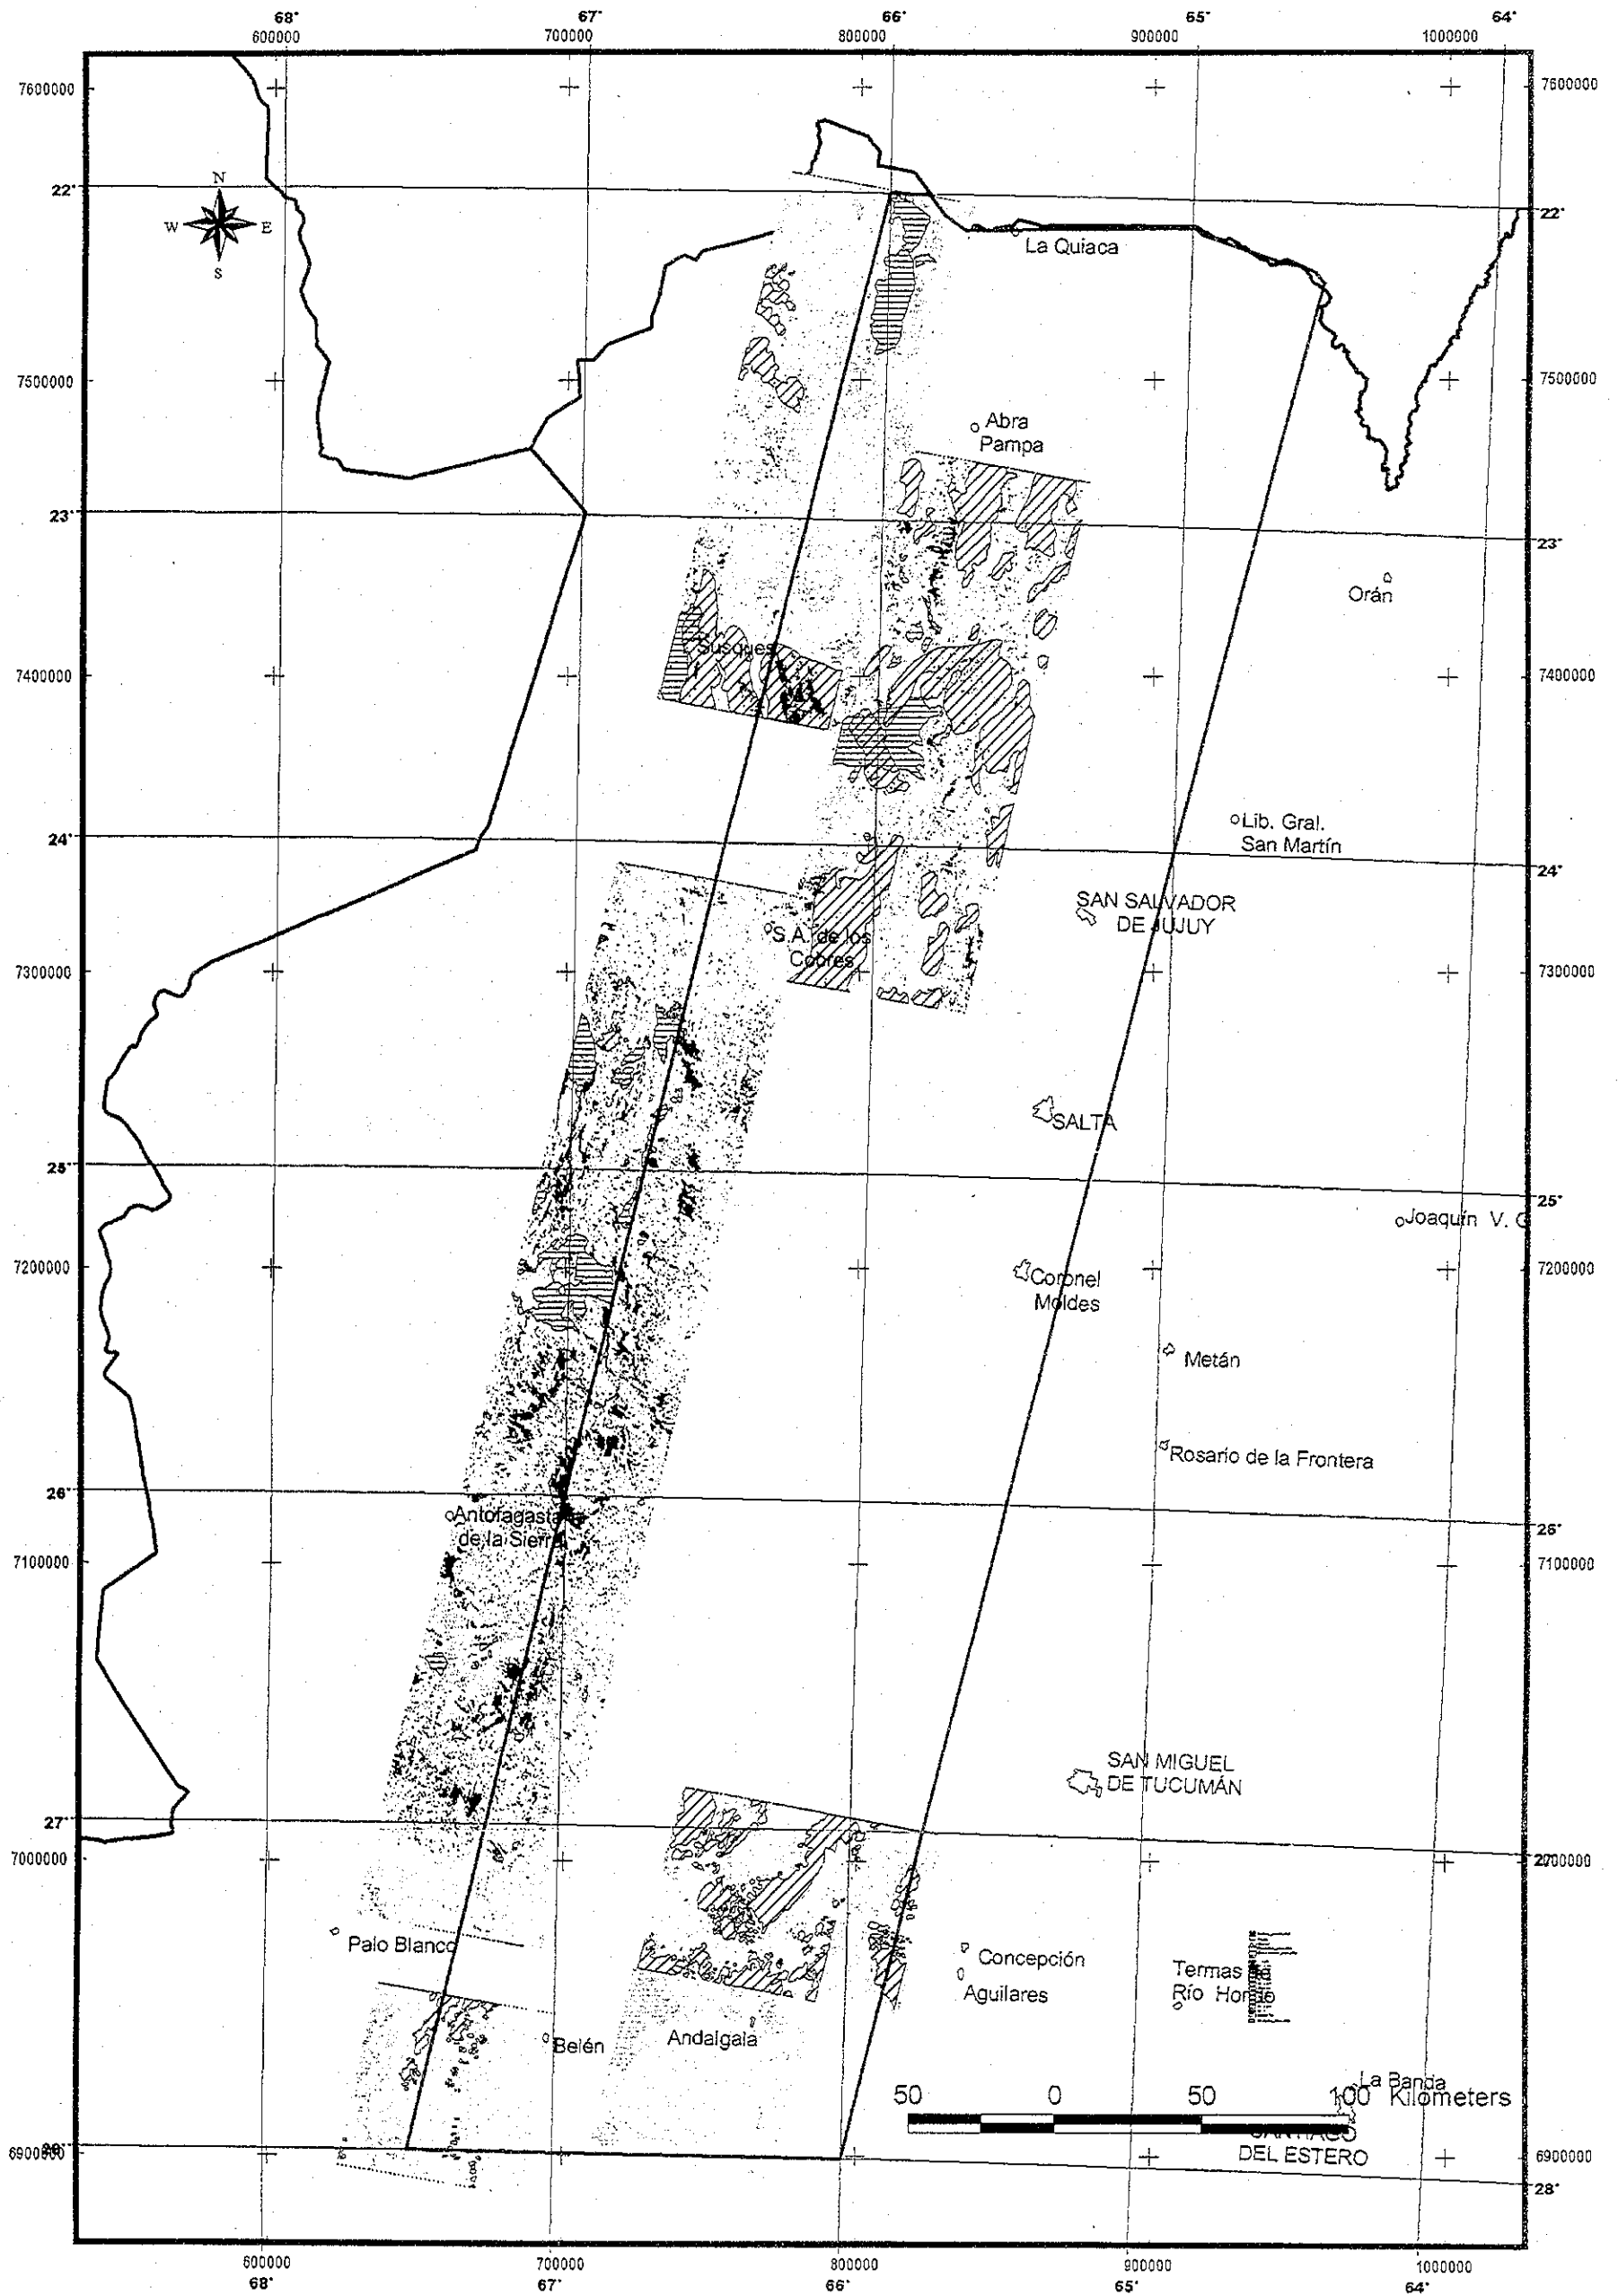 68° 67° 66° 65° 64°
600000 700000 800000 900000 1000000
7600000 7600000
N
22°
W E
22°
S
La Quiaca
7500000 7500000
Abra
Pampa
23°
23°
Orán
Susques
7400000 7400000
Lib. Gral.
24°
San Martín
24°
SAN SALVADOR
DE JUJUY
S.A. de los
Cobres
7300000 7300000
SALTA
25°
25°
Joaquín V. G
7200000 7200000
Coronel
Moldes
Metán
Rosario de la Frontera
26°
Antofagasta
26°
de la Sierra
7100000 7100000
SAN MIGUEL
DE TUCUMÁN
27°
7000000
Palo Blanco
Concepción
Termas de
Aguilares
Río Hondo
Andalgala
Belén
La Banda
50 0 50 100 Kilometers
SANTIAGO
DEL ESTERO
6900000 6900000
28°
600000 700000 800000 900000 1000000
68° 67° 66° 65° 64°